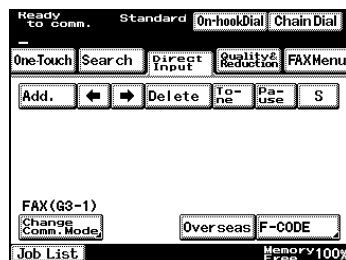 Ready to comm. Standard On-hookDial Chain Dial
One-Touch Search Direct Input Quality& Reduction FAXMenu
Add. ← → Delete To-ne Pa-use S
FAX(G3-1)
Change Comm.Mode Overseas F-CODE
Job List Memory Free 100%